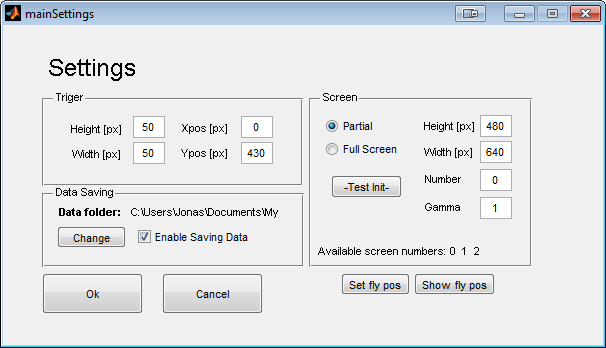 mainSettings
Settings
Triger
Height [px] 50 Xpos [px] 0
Width [px] 50 Ypos [px] 430
Data Saving
Data folder: C:\Users\Jonas\Documents\My
Change Enable Saving Data
Ok Cancel
Screen
Partial Height [px] 480
Full Screen Width [px] 640
-Test Init- Number 0
Gamma 1
Available screen numbers: 0 1 2
Set fly pos Show fly pos